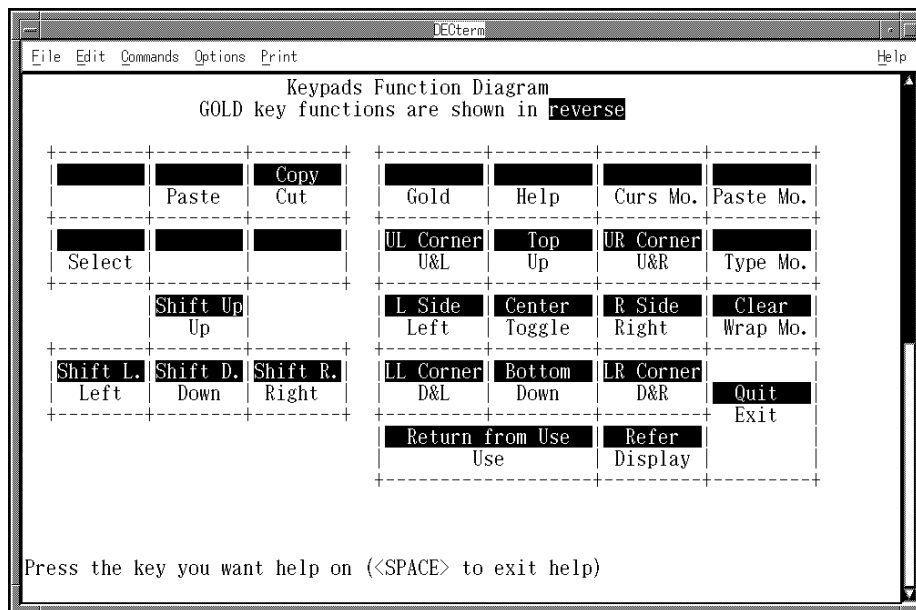 DECterm
File Edit Commands Options Print Help
Keypads Function Diagram
GOLD key functions are shown in reverse
Copy
Paste Cut Gold Help Curs Mo. Paste Mo.
UL Corner Top UR Corner
Select U&L Up U&R Type Mo.
Shift Up L Side Center R Side Clear
Up Left Toggle Right Wrap Mo.
Shift L. Shift D. Shift R. LL Corner Bottom LR Corner
Left Down Right D&L Down D&R Quit
Exit
Return from Use Refer
Use Display
Press the key you want help on (<SPACE> to exit help)